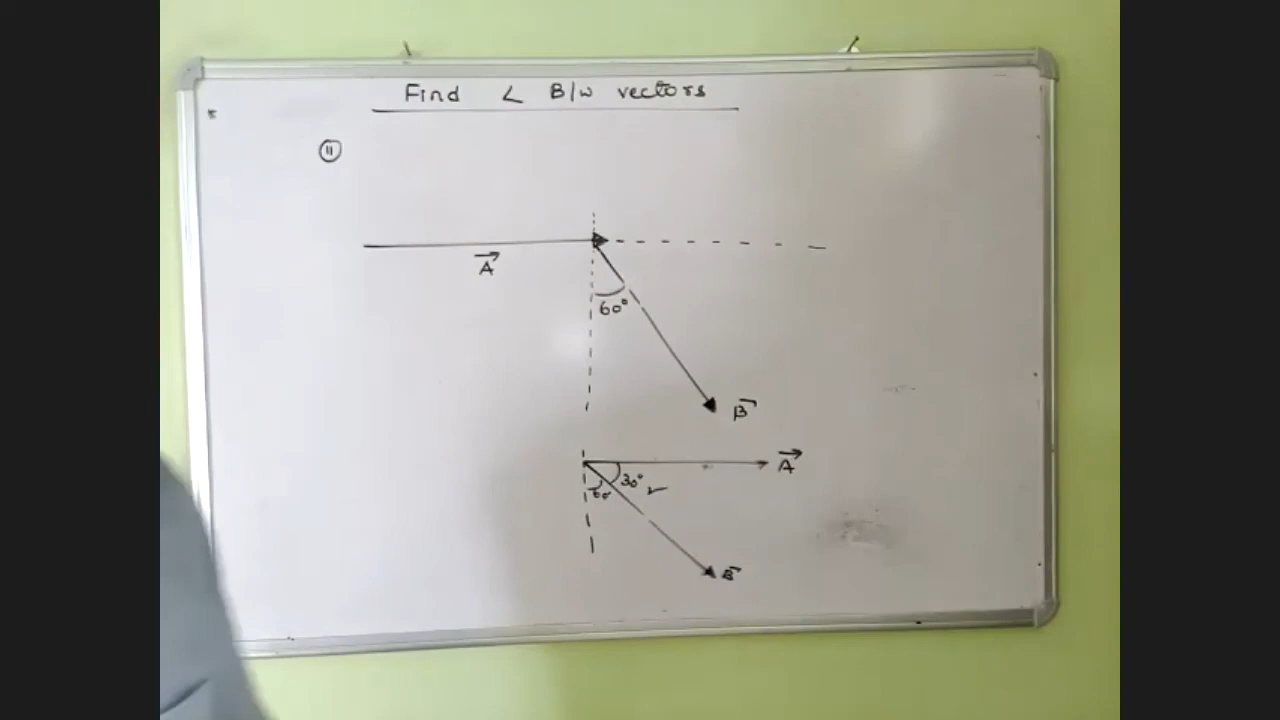 Find ∠ B/w vectors
⑪
A⃗
60°
B⃗
A⃗
30° ✓
60°
B⃗